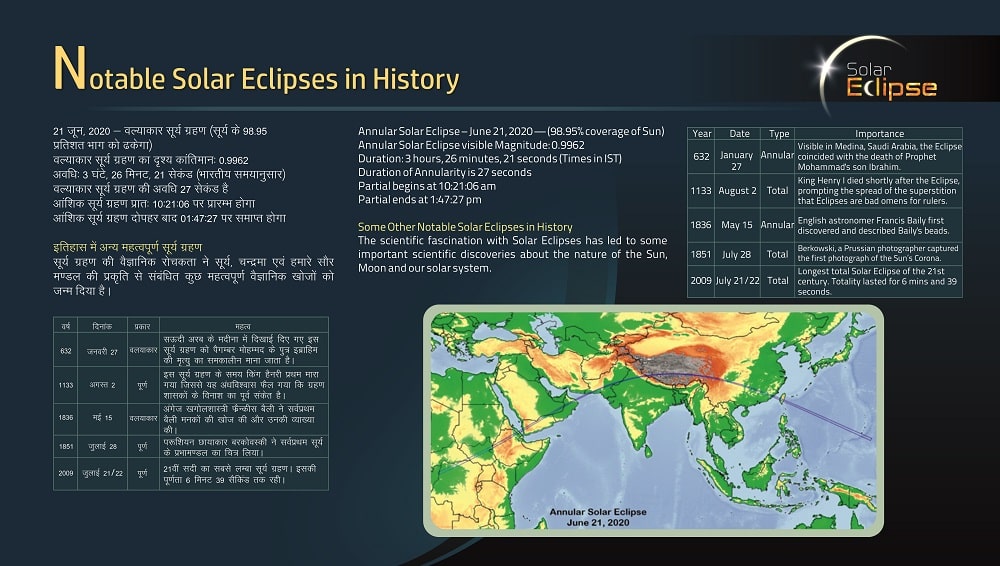 Notable Solar Eclipses in History
Solar
Eclipse
21 जून, 2020 – वल्याकार सूर्य ग्रहण (सूर्य के 98.95
प्रतिशत भाग को ढकेगा)
वल्याकार सूर्य ग्रहण का दृश्य कांतिमानः 0.9962
अवधिः 3 घंटे, 26 मिनट, 21 सेकंड (भारतीय समयानुसार)
वल्याकार सूर्य ग्रहण की अवधि 27 सेकंड है
आंशिक सूर्य ग्रहण प्रातः 10:21:06 पर प्रारम्भ होगा
आंशिक सूर्य ग्रहण दोपहर बाद 01:47:27 पर समाप्त होगा
इतिहास में अन्य महत्वपूर्ण सूर्य ग्रहण
सूर्य ग्रहण की वैज्ञानिक रोचकता ने सूर्य, चन्द्रमा एवं हमारे सौर
मण्डल की प्रकृति से संबंधित कुछ महत्वपूर्ण वैज्ञानिक खोजों को
जन्म दिया है।
वर्ष दिनांक प्रकार महत्व
632 जनवरी 27 वलयाकार सऊदी अरब के मदीना में दिखाई दिए गए इस
सूर्य ग्रहण को पैगम्बर मोहम्मद के पुत्र इब्राहिम
की मृत्यु का समकालीन माना जाता है।
1133 अगस्त 2 पूर्ण इस सूर्य ग्रहण के समय किंग हैनरी प्रथम मारा
गया जिससे यह अंधविश्वास फैल गया कि ग्रहण
शासकों के विनाश का पूर्व संकेत है।
1836 मई 15 वलयाकार अंगेज खगोलशास्त्री फ्रैन्कीस बैली ने सर्वप्रथम
बैली मनकों की खोज की और उनकी व्याख्या
की।
1851 जुलाई 28 पूर्ण परूशियन छायाकार बरकोवस्की ने सर्वप्रथम सूर्य
के प्रभामण्डल का चित्र लिया।
2009 जुलाई 21/22 पूर्ण 21वीं सदी का सबसे लम्बा सूर्य ग्रहण। इसकी
पूर्णता 6 मिनट 39 सैकिंड तक रही।
Annular Solar Eclipse – June 21, 2020 — (98.95% coverage of Sun)
Annular Solar Eclipse visible Magnitude: 0.9962
Duration: 3 hours, 26 minutes, 21 seconds (Times in IST)
Duration of Annularity is 27 seconds
Partial begins at 10:21:06 am
Partial ends at 1:47:27 pm
Some Other Notable Solar Eclipses in History
The scientific fascination with Solar Eclipses has led to some
important scientific discoveries about the nature of the Sun,
Moon and our solar system.
Year Date Type Importance
632 January 27 Annular Visible in Medina, Saudi Arabia, the Eclipse
coincided with the death of Prophet
Mohammad's son Ibrahim.
1133 August 2 Total King Henry I died shortly after the Eclipse,
prompting the spread of the superstition
that Eclipses are bad omens for rulers.
1836 May 15 Annular English astronomer Francis Baily first
discovered and described Baily's beads.
1851 July 28 Total Berkowski, a Prussian photographer captured
the first photograph of the Sun's Corona.
2009 July 21/22 Total Longest total Solar Eclipse of the 21st
century. Totality lasted for 6 mins and 39
seconds.
Annular Solar Eclipse
June 21, 2020